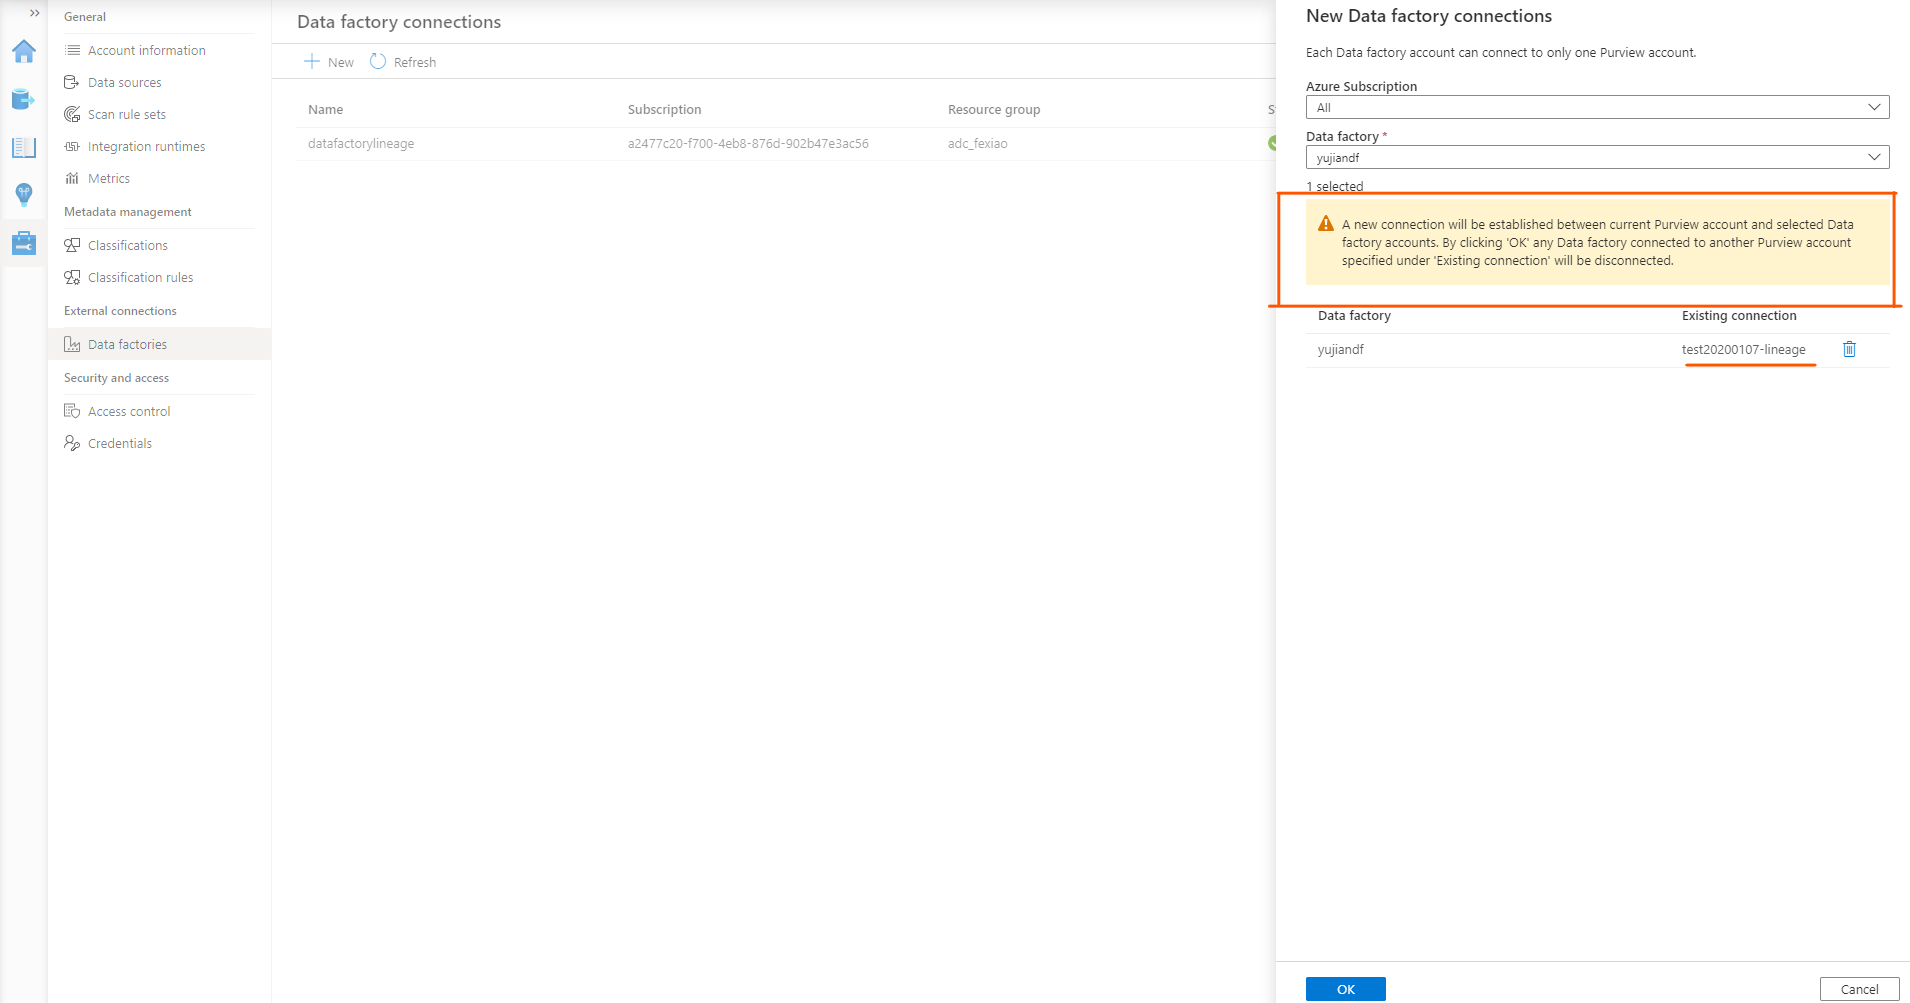 General
Account information
Data sources
Scan rule sets
Integration runtimes
Metrics
Metadata management
Classifications
Classification rules
External connections
Data factories
Security and access
Access control
Credentials
Data factory connections
New
Refresh
Name Subscription Resource group
datafactorylineage a2477c20-f700-4eb8-876d-902b47e3ac56 adc_fexiao
New Data factory connections
Each Data factory account can connect to only one Purview account.
Azure Subscription
All
Data factory *
yujiandf
1 selected
A new connection will be established between current Purview account and selected Data
factory accounts. By clicking 'OK' any Data factory connected to another Purview account
specified under 'Existing connection' will be disconnected.
Data factory Existing connection
yujiandf test20200107-lineage
OK
Cancel